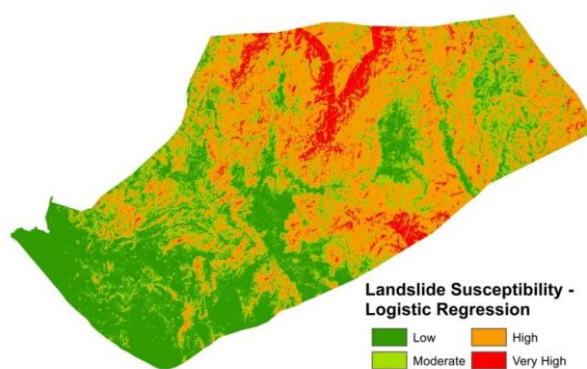 Landslide Susceptibility -
Logistic Regression
Low
High
Moderate
Very High